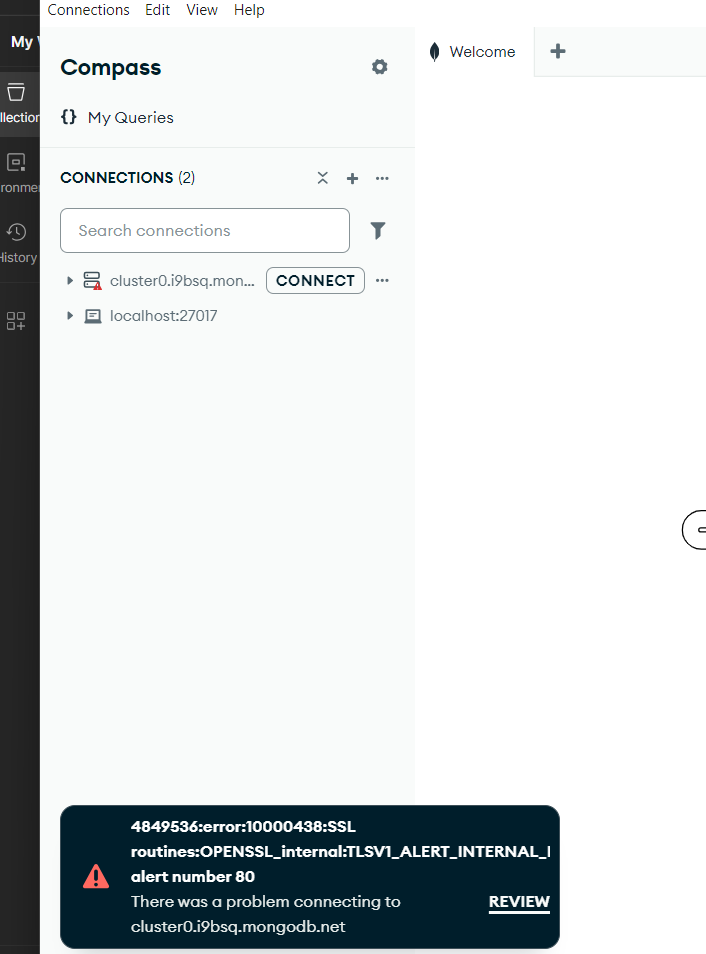 Connections Edit View Help
My
Compass
Welcome
{} My Queries
llection
CONNECTIONS (2)
ronme
Search connections
History
cluster0.i9bsq.mon... CONNECT
localhost:27017
4849536:error:10000438:SSL
routines:OPENSSL_internal:TLSV1_ALERT_INTERNAL_
alert number 80
There was a problem connecting to
REVIEW
cluster0.i9bsq.mongodb.net